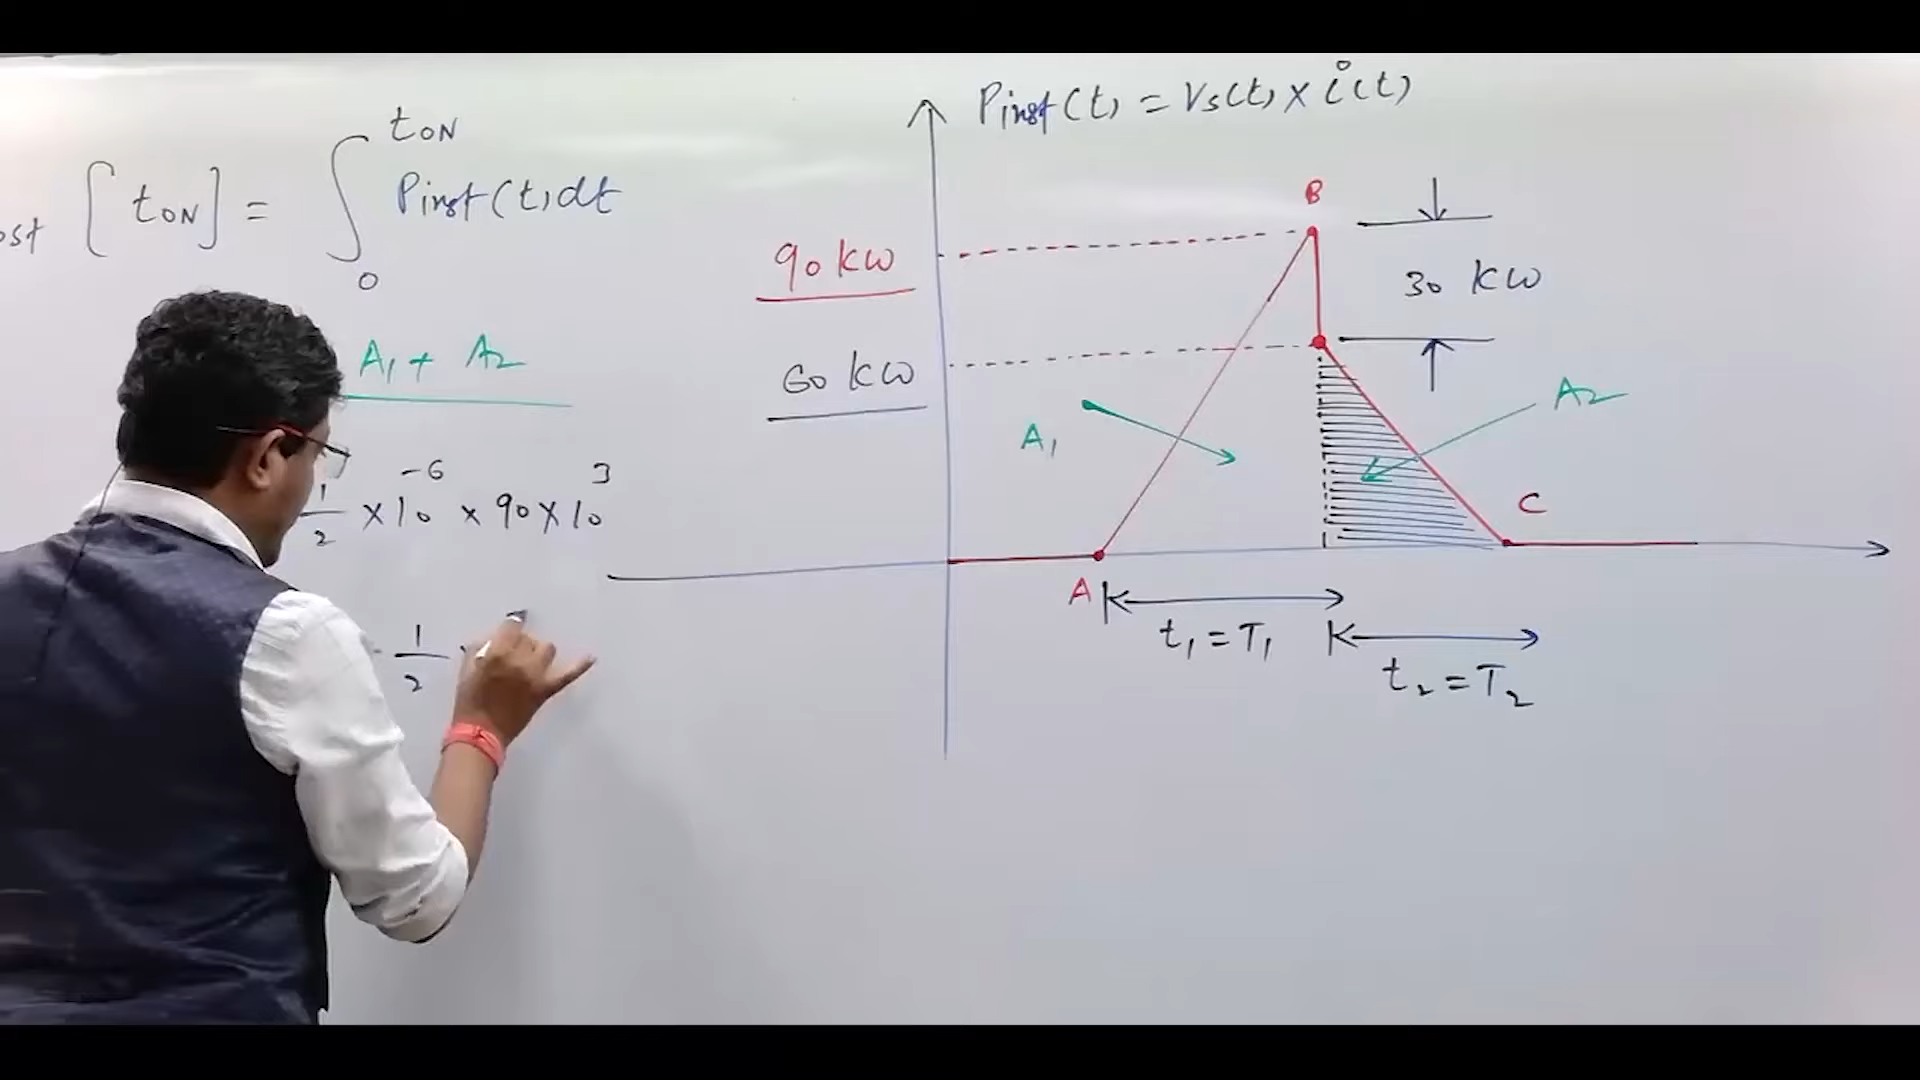 ost [tON] = ∫ tON 0 Pinst(t)dt
A1 + A2
1/2 × 10^-6 × 90 × 10^3
1/2
Pinst(t) = Vs(t) × i(t)
B
90 KW
30 KW
60 KW
A1
A2
C
A
t1 = T1
t2 = T2